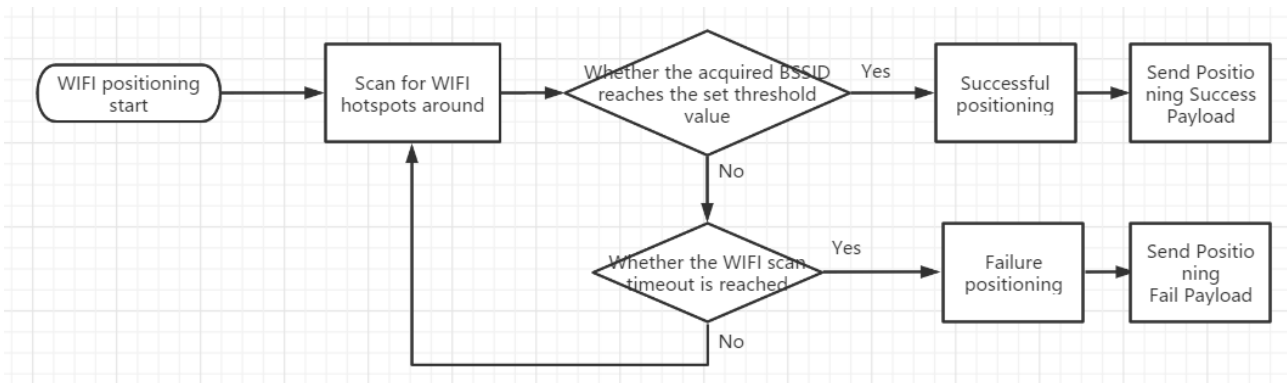 WIFI positioning
start
Scan for WIFI
hotspots around
Whether the acquired BSSID
reaches the set threshold
value
Yes
Successful
positioning
Send Positio
ning Success
Payload
No
Whether the WIFI scan
timeout is reached
Yes
Failure
positioning
Send Positio
ning
Fail Payload
No